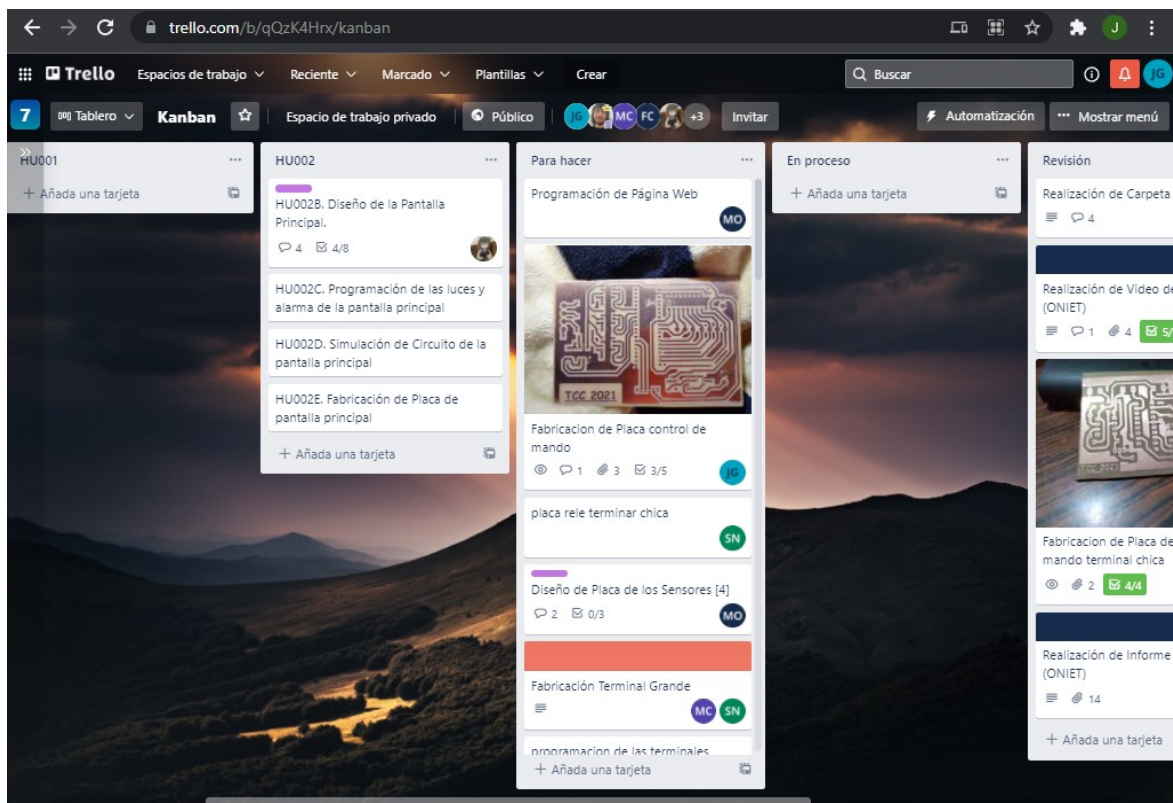 trello.com/b/qQzK4Hrx/kanban
J
Trello Espacios de trabajo Reciente Marcado Plantillas Crear Buscar JG
7 Tablero Kanban Espacio de trabajo privado Público JG MC FC +3 Invitar Automatización Mostrar menú
HU001
+ Añada una tarjeta
HU002
HU002B. Diseño de la Pantalla
Principal.
4 4/8
HU002C. Programación de las luces y
alarma de la pantalla principal
HU002D. Simulación de Circuito de la
pantalla principal
HU002E. Fabricación de Placa de
pantalla principal
+ Añada una tarjeta
Para hacer
Programación de Página Web
MO
TCC 2021
Fabricacion de Placa control de
mando
1 3 3/5 JG
placa rele terminar chica
SN
Diseño de Placa de los Sensores [4]
2 0/3 MO
Fabricación Terminal Grande
MC SN
programacion de las terminales
+ Añada una tarjeta
En proceso
+ Añada una tarjeta
Revisión
Realización de Carpeta
4
Realización de Video de
(ONIET)
1 4 5/
TCC 2021
Fabricacion de Placa de
mando terminal chica
2 4/4
Realización de Informe
(ONIET)
14
+ Añada una tarjeta